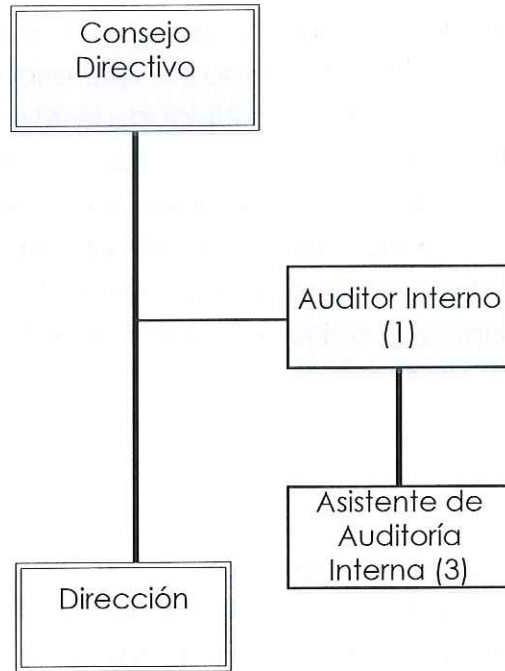 Consejo
Directivo
Auditor Interno
(1)
Asistente de
Auditoría
Interna (3)
Dirección